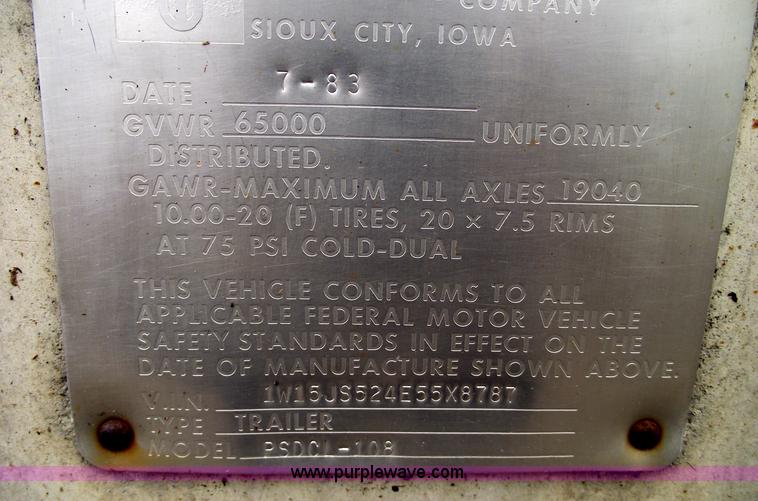 COMPANY
SIOUX CITY, IOWA
DATE 7-83
GVWR 65000 UNIFORMLY
DISTRIBUTED.
GAWR-MAXIMUM ALL AXLES 19040
10.00-20 (F) TIRES, 20 × 7.5 RIMS
AT 75 PSI COLD-DUAL
THIS VEHICLE CONFORMS TO ALL
APPLICABLE FEDERAL MOTOR VEHICLE
SAFETY STANDARDS IN EFFECT ON THE
DATE OF MANUFACTURE SHOWN ABOVE.
V.I.N. 1W15JS524E55X8787
TYPE TRAILER
MODEL PSDCL-108
www.purplewave.com